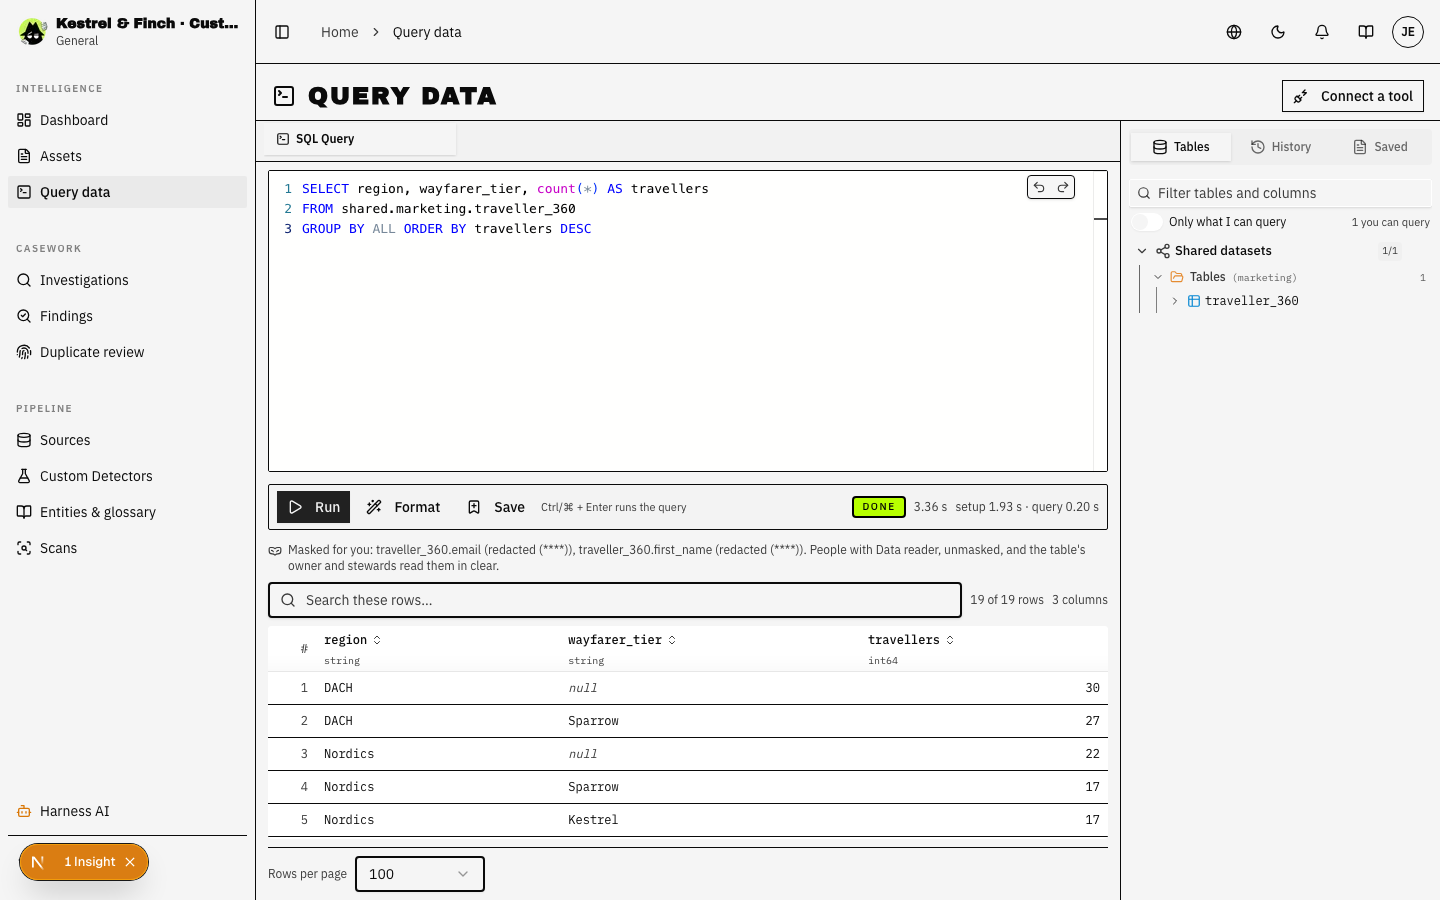 Kestrel & Finch · Cust...
General
INTELLIGENCE
Dashboard
Assets
Query data
CASEWORK
Investigations
Findings
Duplicate review
PIPELINE
Sources
Custom Detectors
Entities & glossary
Scans
Harness AI
1 Insight
Home > Query data
JE
QUERY DATA
Connect a tool
SQL Query
1 SELECT region, wayfarer_tier, count(*) AS travellers
2 FROM shared.marketing.traveller_360
3 GROUP BY ALL ORDER BY travellers DESC
Run Format Save Ctrl/⌘ + Enter runs the query DONE 3.36 s setup 1.93 s · query 0.20 s
Masked for you: traveller_360.email (redacted (****)), traveller_360.first_name (redacted (****)). People with Data reader, unmasked, and the table's
owner and stewards read them in clear.
Search these rows... 19 of 19 rows 3 columns
# region wayfarer_tier travellers
string string int64
1 DACH null 30
2 DACH Sparrow 27
3 Nordics null 22
4 Nordics Sparrow 17
5 Nordics Kestrel 17
Rows per page 100
Tables History Saved
Filter tables and columns
Only what I can query 1 you can query
Shared datasets 1/1
Tables (marketing) 1
traveller_360